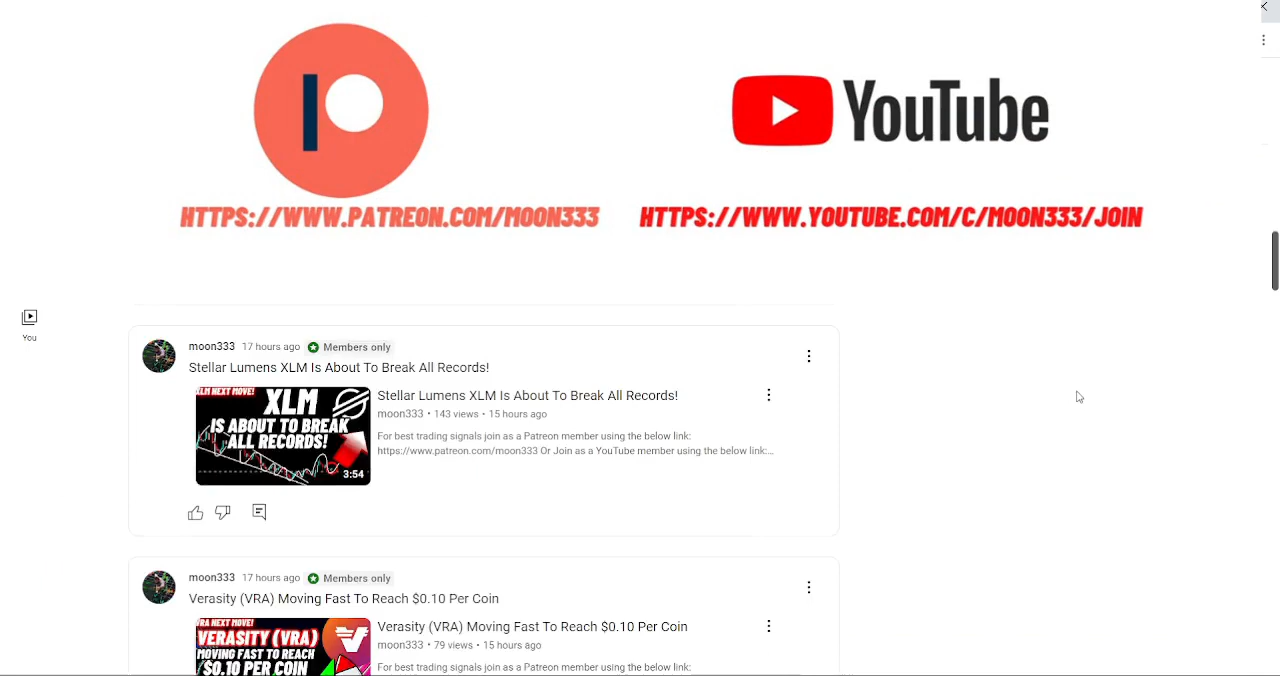 YouTube
HTTPS://WWW.PATREON.COM/MOON333
HTTPS://WWW.YOUTUBE.COM/C/MOON333/JOIN
You
moon333 17 hours ago Members only
Stellar Lumens XLM Is About To Break All Records!
XLM NEXT MOVE!
XLM
IS ABOUT TO BREAK
ALL RECORDS!
3:54
Stellar Lumens XLM Is About To Break All Records!
moon333 • 143 views • 15 hours ago
For best trading signals join as a Patreon member using the below link:
https://www.patreon.com/moon333 Or Join as a YouTube member using the below link:...
moon333 17 hours ago Members only
Verasity (VRA) Moving Fast To Reach $0.10 Per Coin
VRA NEXT MOVE!
VERASITY (VRA)
MOVING FAST TO REACH
$0.10 PER COIN
Verasity (VRA) Moving Fast To Reach $0.10 Per Coin
moon333 • 79 views • 15 hours ago
For best trading signals join as a Patreon member using the below link: